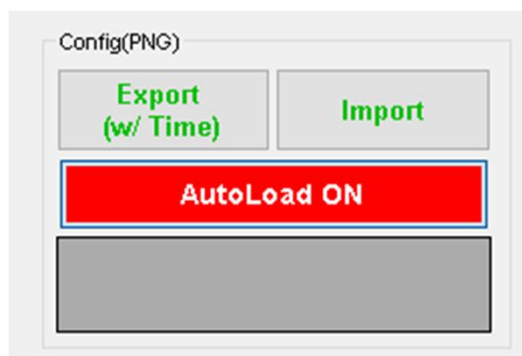 Config(PNG)
Export
(w/ Time)
Import
AutoLoad ON